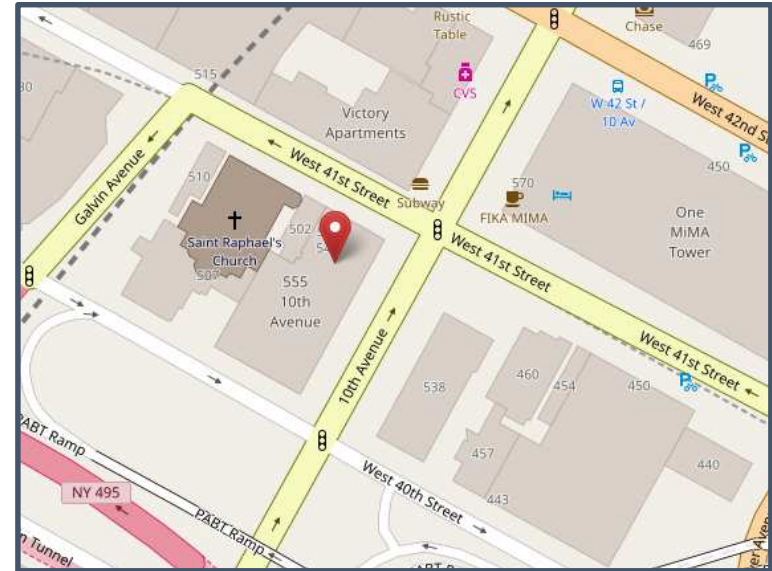 Rustic
Table
Chase
469
515
CVS
W 42 St /
10 Av
West 42nd S
Victory
Apartments
450
Galvin Avenue
West 41st Street
510
Subway
570
FIKA MIMA
One
MiMA
Tower
Saint Raphael's
Church
502
507
555
10th
Avenue
West 41st Street
10th Avenue
West 41st Street
538
460
454
450
457
440
443
West 40th Street
PABT Ramp
NY 495
PABT Ramp
Tunnel